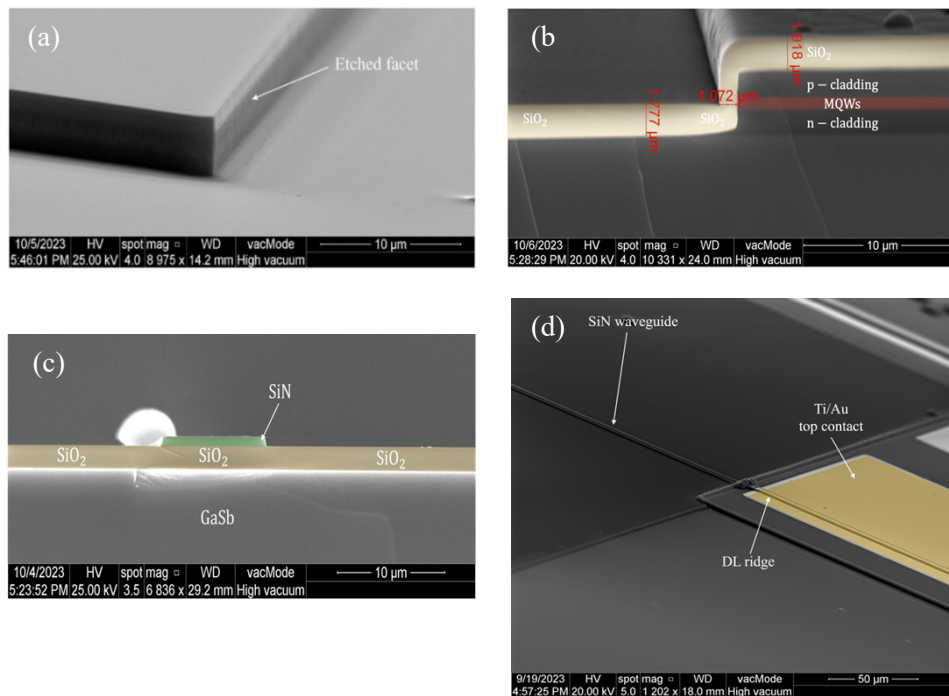 (a)
Etched facet
10/5/2023 HV spot mag □ WD vacMode 10 µm
5:46:01 PM 25.00 kV 4.0 8 975 x 14.2 mm High vacuum
(b)
1.918 µm
SiO2
p − cladding
1.072 µm
MQWs
SiO2
1.777 µm
SiO2
n − cladding
10/6/2023 HV spot mag □ WD vacMode 10 µm
5:28:29 PM 20.00 kV 4.0 10 331 x 24.0 mm High vacuum
(c)
SiN
SiO2 SiO2 SiO2
GaSb
10/4/2023 HV spot mag □ WD vacMode 10 µm
5:23:52 PM 25.00 kV 3.5 6 836 x 29.2 mm High vacuum
(d)
SiN waveguide
Ti/Au
top contact
DL ridge
9/19/2023 HV spot mag □ WD vacMode 50 µm
4:57:25 PM 20.00 kV 5.0 1 202 x 18.0 mm High vacuum